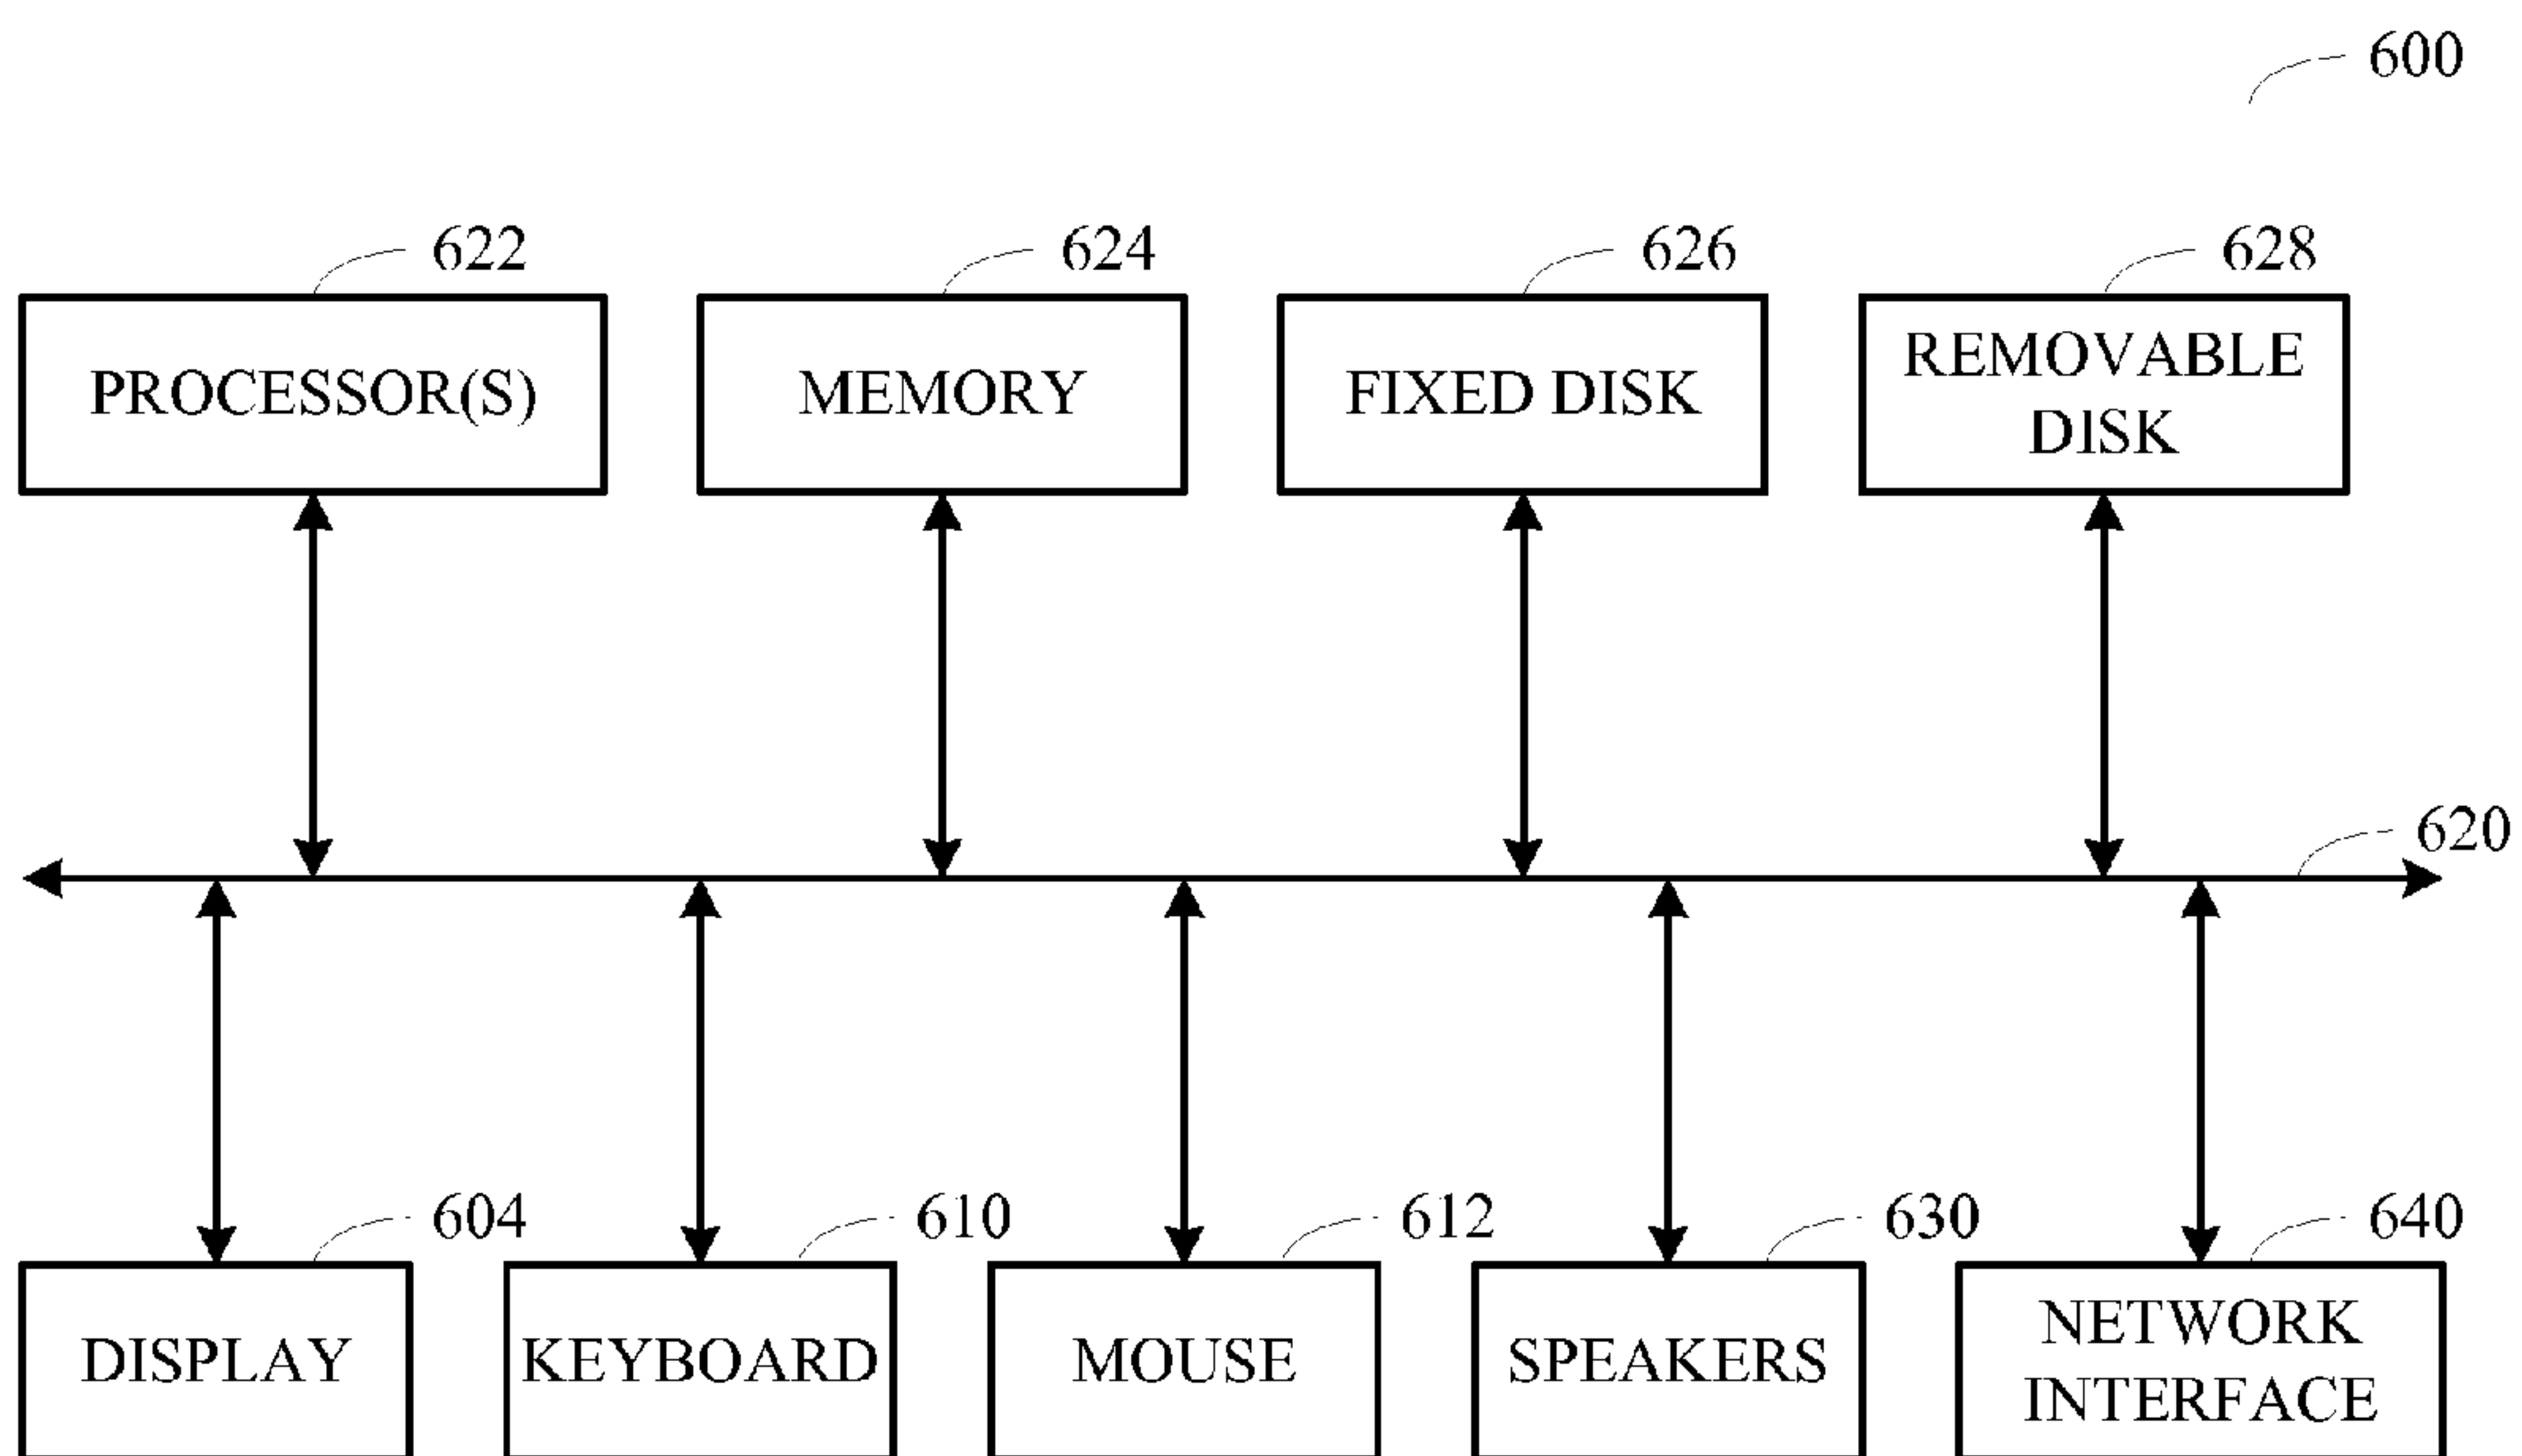 600
622
624
626
628
PROCESSOR(S)
MEMORY
FIXED DISK
REMOVABLE
DISK
620
604
610
612
630
640
DISPLAY
KEYBOARD
MOUSE
SPEAKERS
NETWORK
INTERFACE